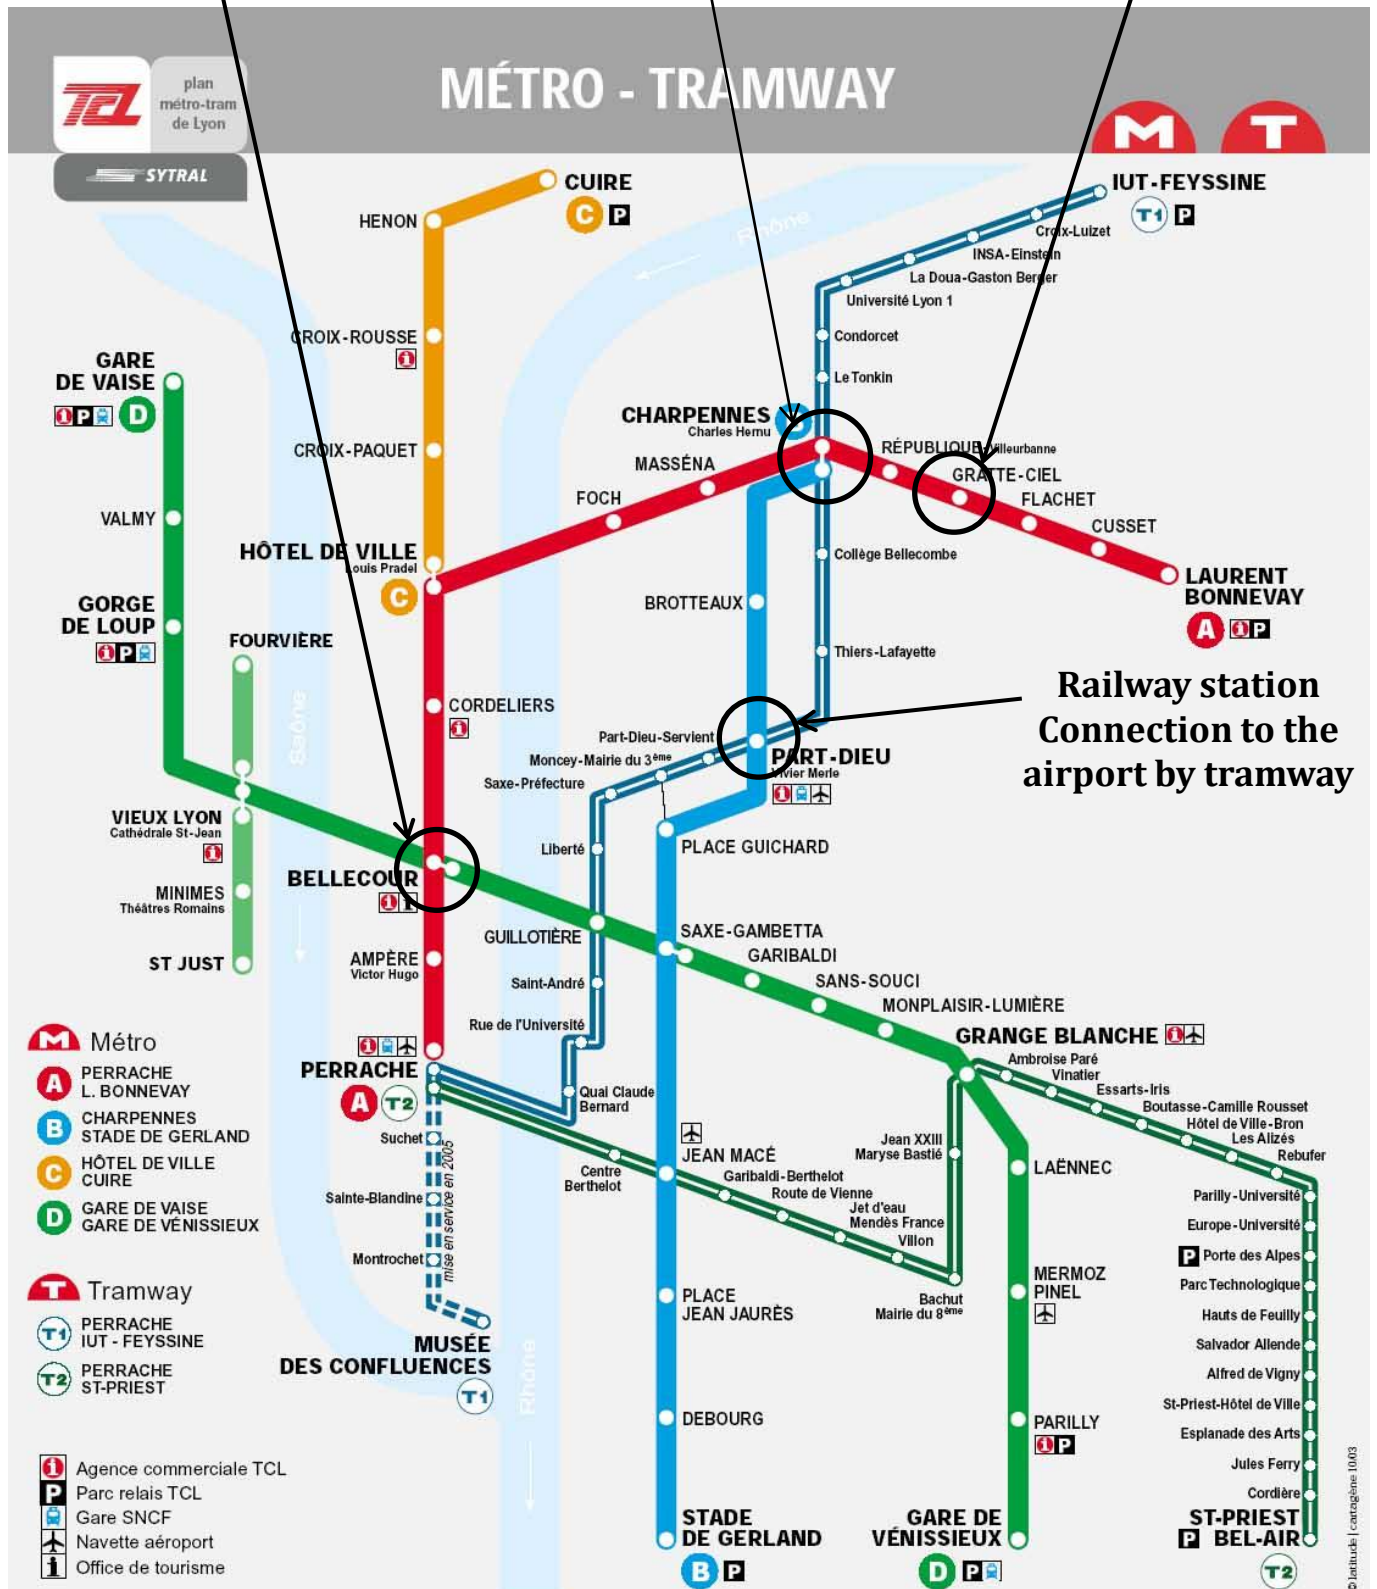 TCL
plan
métro-tram
de Lyon
SYTRAL
MÉTRO - TRAMWAY
M
T
CUIRE
C P
HENON
IUT-FEYSSINE
T1 P
Croix-Luizet
INSA-Einstein
La Doua-Gaston Berger
Université Lyon 1
Rhône
Condorcet
Le Tonkin
CROIX-ROUSSE
GARE
DE VAISE
P D
CHARPENNES
Charles Hernu
RÉPUBLIQUE Villeurbanne
GRATTE-CIEL
FLACHET
CUSSET
MASSÉNA
FOCH
CROIX-PAQUET
VALMY
HÔTEL DE VILLE
Louis Pradel
C
Collège Bellecombe
LAURENT
BONNEVAY
A P
BROTTEAUX
GORGE
DE LOUP
P
FOURVIÈRE
Thiers-Lafayette
Railway station
Connection to the
airport by tramway
CORDELIERS
Saône
Part-Dieu-Servient
Moncey-Mairie du 3ème
Saxe-Préfecture
PART-DIEU
Vivier Merle
VIEUX LYON
Cathédrale St-Jean
Liberté
PLACE GUICHARD
BELLECOUR
MINIMES
Théâtres Romains
GUILLOTIÈRE
SAXE-GAMBETTA
GARIBALDI
SANS-SOUCI
MONPLAISIR-LUMIÈRE
ST JUST
AMPÈRE
Victor Hugo
Saint-André
Rue de l'Université
GRANGE BLANCHE
Ambroise Paré
Vinatier
Essarts-Iris
Boutasse-Camille Rousset
Hôtel de Ville-Bron
Les Alizés
Rebufer
PERRACHE
A T2
Quai Claude
Bernard
Suchet
Sainte-Blandine
Montrochet
mise en service en 2005
Centre
Berthelot
JEAN MACÉ
Garibaldi-Berthelot
Route de Vienne
Jet d'eau
Mendès France
Villon
Jean XXIII
Maryse Bastié
Bachut
Mairie du 8ème
LAËNNEC
Parilly-Université
Europe-Université
P Porte des Alpes
Parc Technologique
Hauts de Feuilly
Salvador Allende
Alfred de Vigny
St-Priest-Hôtel de Ville
Esplanade des Arts
Jules Ferry
Cordière
ST-PRIEST
P BEL-AIR
T2
MERMOZ
PINEL
PLACE
JEAN JAURÈS
MUSÉE
DES CONFLUENCES
T1
Rhône
DEBOURG
PARILLY
P
STADE
DE GERLAND
B P
GARE DE
VÉNISSIEUX
D P
M Métro
A PERRACHE
L. BONNEVAY
B CHARPENNES
STADE DE GERLAND
C HÔTEL DE VILLE
CUIRE
D GARE DE VAISE
GARE DE VÉNISSIEUX
T Tramway
T1 PERRACHE
IUT - FEYSSINE
T2 PERRACHE
ST-PRIEST
Agence commerciale TCL
P Parc relais TCL
Gare SNCF
Navette aéroport
Office de tourisme
© latitude | cartagène 10.03